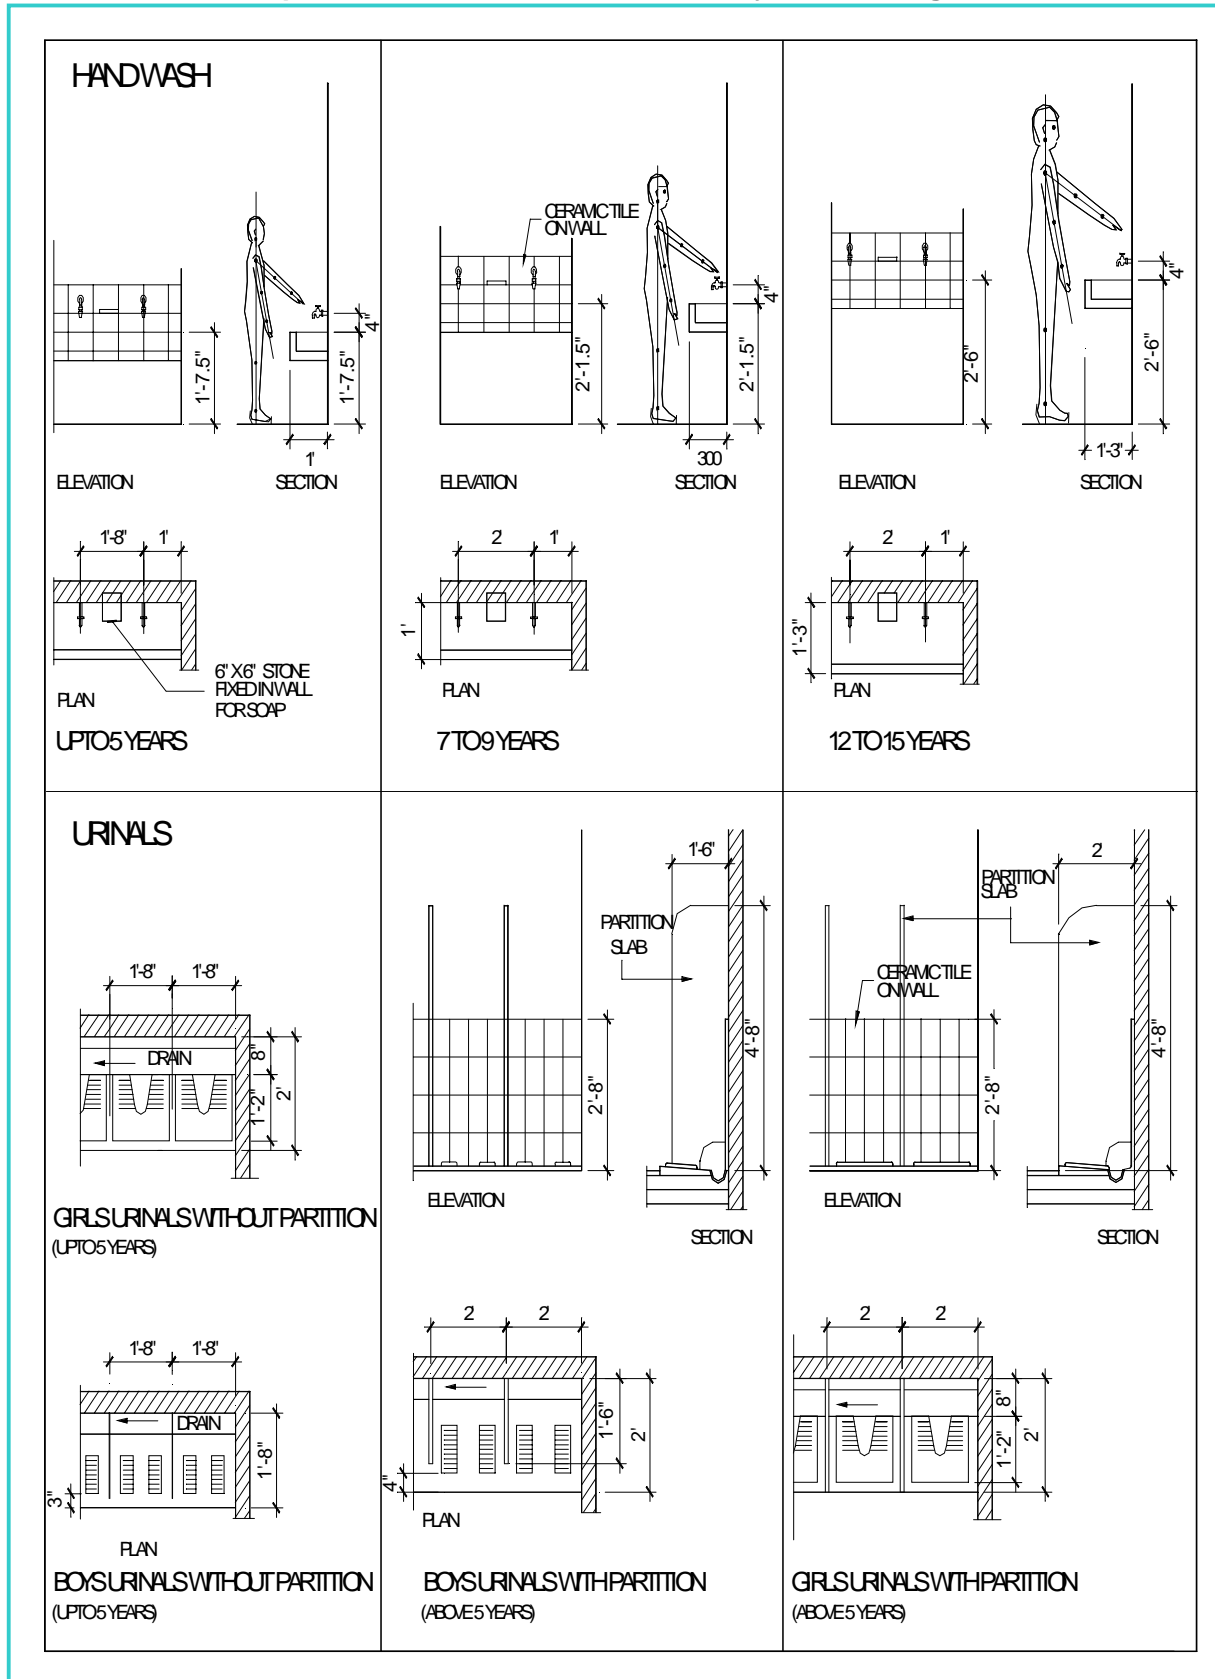 HANDWASH
CERAMIC TILE
ON WALL
4"
1'-7.5"
1'-7.5"
1'
ELEVATION
SECTION
4"
2'-1.5"
2'-1.5"
300
ELEVATION
SECTION
4"
2'-6"
2'-6"
1'-3"
ELEVATION
SECTION
1'-8"
1'
6" X 6" STONE
FIXED IN WALL
FOR SOAP
PLAN
UPTO 5 YEARS
2'
1'
1'
PLAN
7 TO 9 YEARS
2'
1'
1'-3"
PLAN
12 TO 15 YEARS
URINALS
1'-8"
1'-8"
DRAIN
8"
1'-2"
2'
GIRLS URINALS WITHOUT PARTITION
(UPTO 5 YEARS)
1'-6"
PARTITION
SLAB
2'-8"
4'-8"
ELEVATION
SECTION
2'
PARTITION
SLAB
CERAMIC TILE
ON WALL
2'-8"
4'-8"
ELEVATION
SECTION
1'-8"
1'-8"
DRAIN
1'-8"
3"
PLAN
BOYS URINALS WITHOUT PARTITION
(UPTO 5 YEARS)
2'
2'
1'-6"
2'
4"
PLAN
BOYS URINALS WITH PARTITION
(ABOVE 5 YEARS)
2'
2'
8"
1'-2"
2'
GIRLS URINALS WITH PARTITION
(ABOVE 5 YEARS)